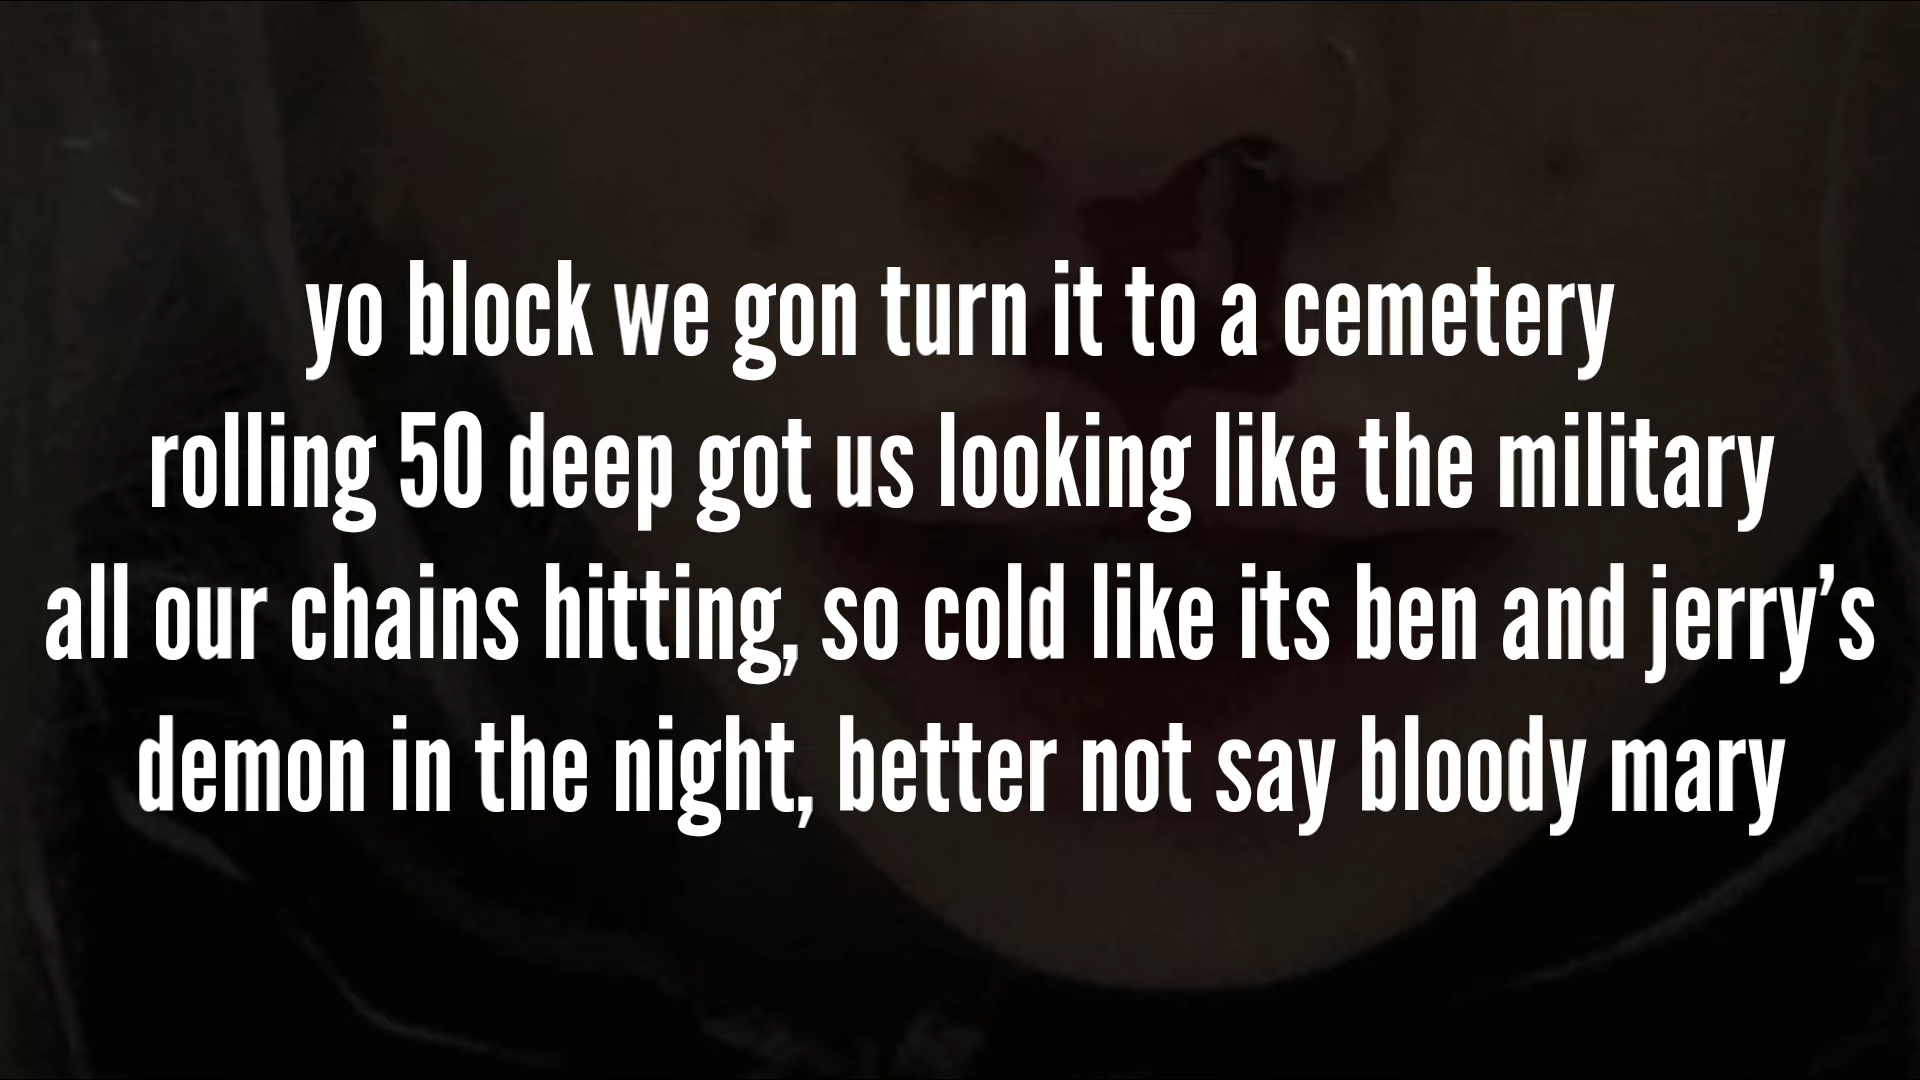 yo block we gon turn it to a cemetery
rolling 50 deep got us looking like the military
all our chains hitting, so cold like its ben and jerry’s
demon in the night, better not say bloody mary